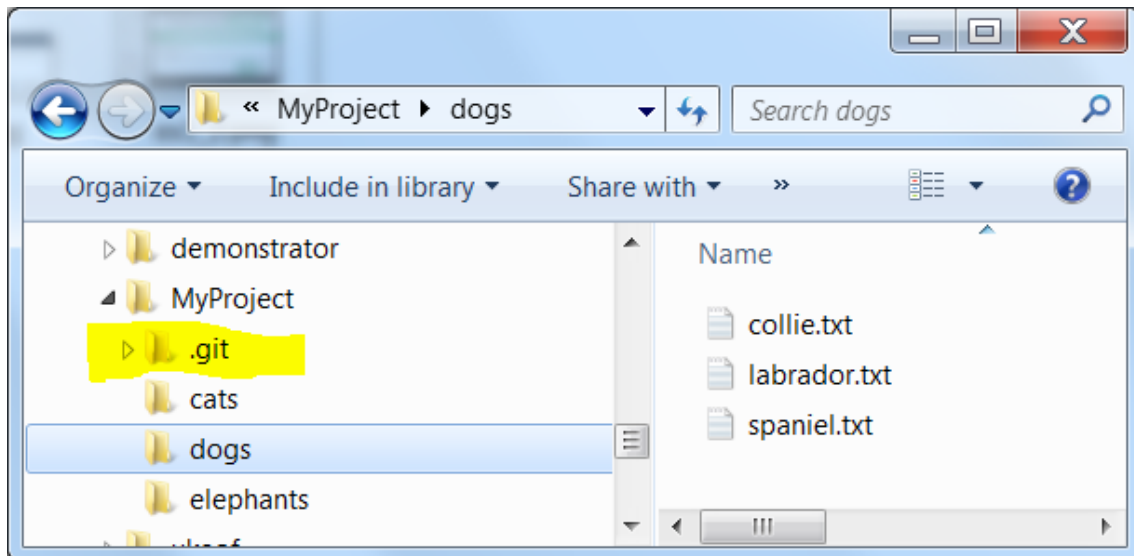 « MyProject dogs
Search dogs
Organize Include in library Share with »
demonstrator
MyProject
.git
cats
dogs
elephants
Name
collie.txt
labrador.txt
spaniel.txt